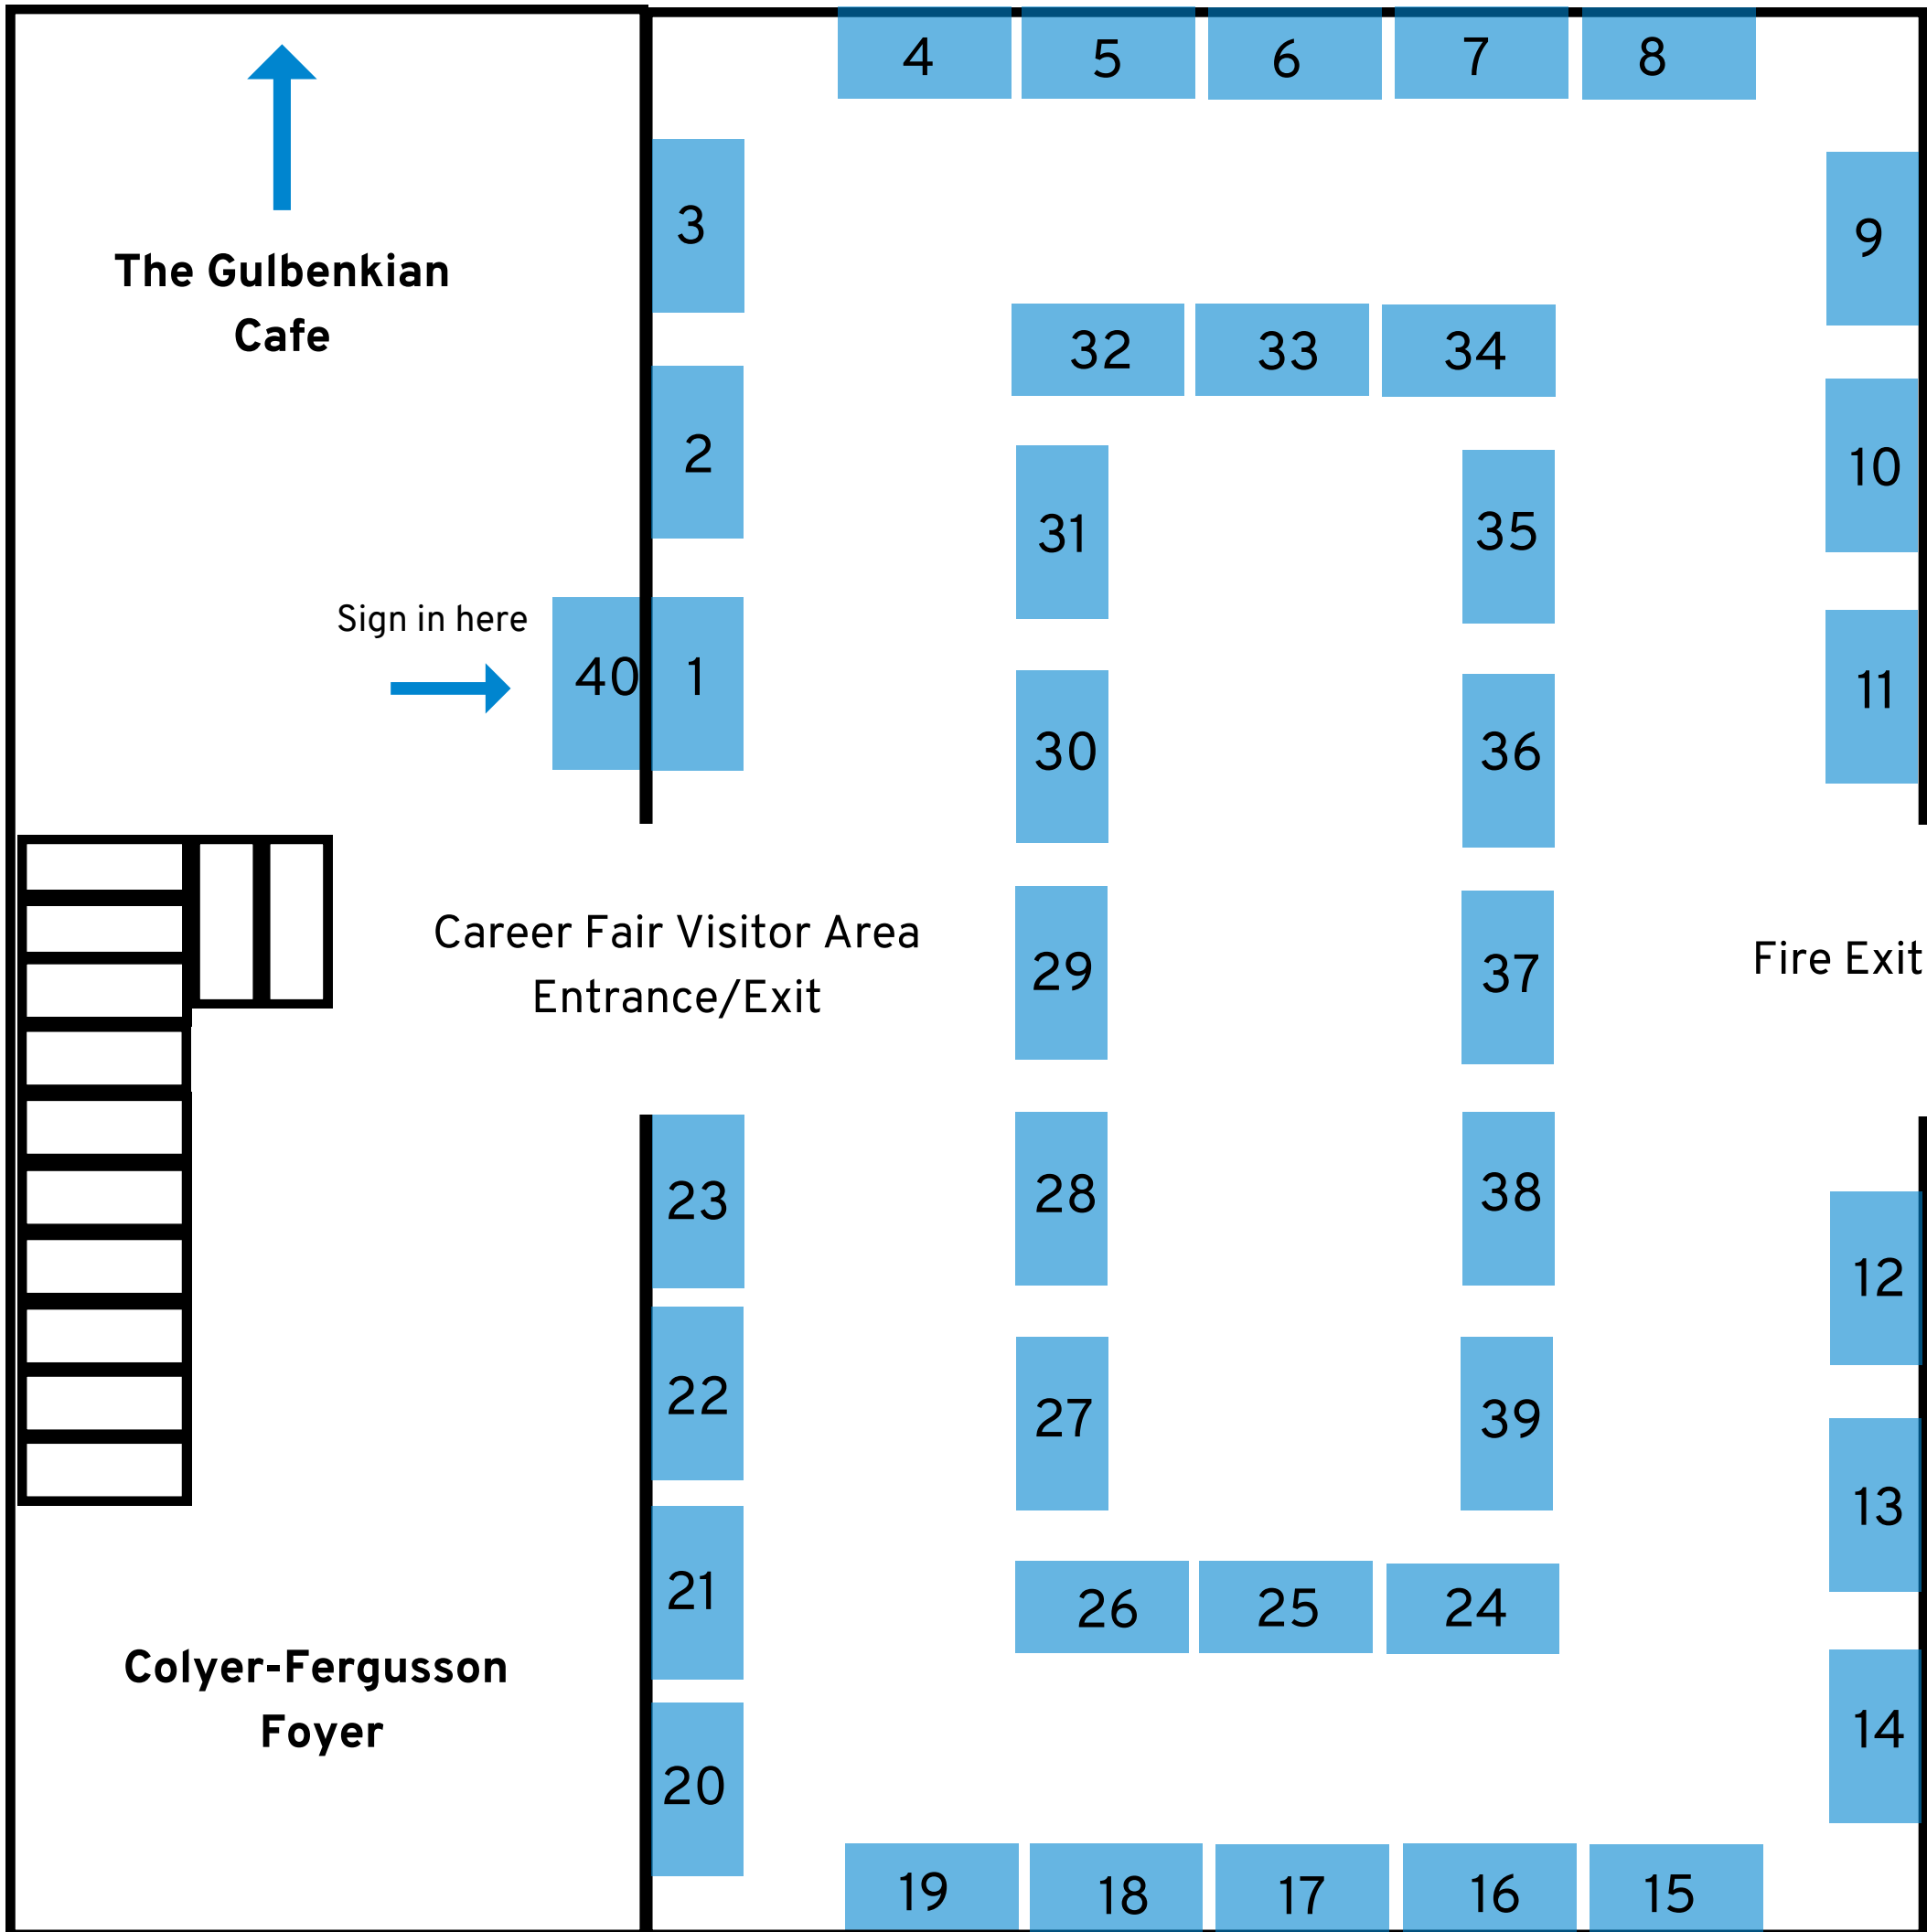 4 5 6 7 8
3
9
The Gulbenkian
Cafe
32 33 34
2
10
31
35
Sign in here
40 1
11
30
36
Career Fair Visitor Area
Entrance/Exit
29
37
Fire Exit
23
28
38
12
22
27
39
13
21
26 25 24
Colyer-Fergusson
Foyer
14
20
19 18 17 16 15